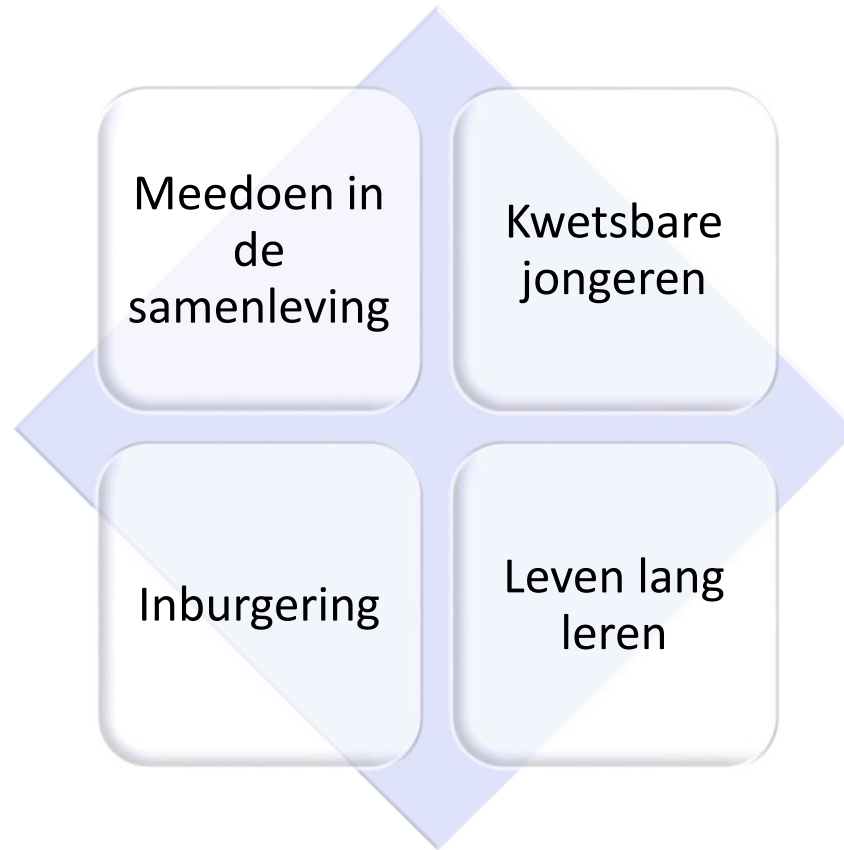 Meedoen in
de
samenleving
Kwetsbare
jongeren
Inburgering
Leven lang
leren